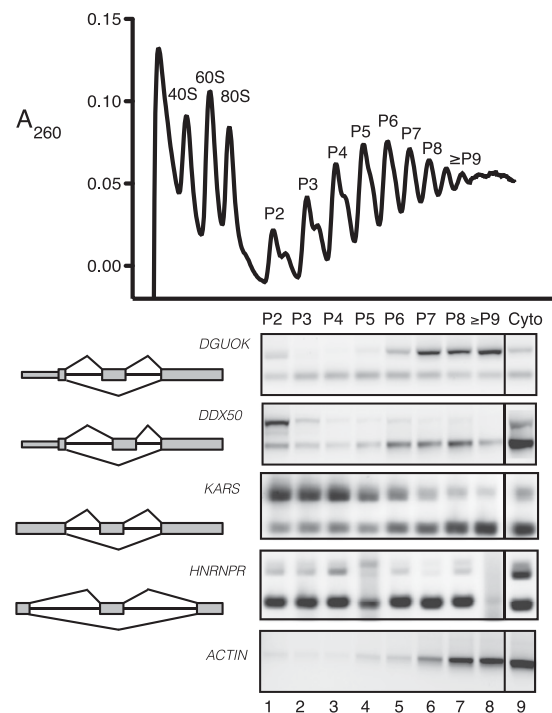 0.15
0.10
0.05
0.00
A260
40S
60S
80S
P2
P3
P4
P5
P6
P7
P8
≥P9
P2 P3 P4 P5 P6 P7 P8 ≥P9 Cyto
DGUOK
DDX50
KARS
HNRNPR
ACTIN
1 2 3 4 5 6 7 8 9